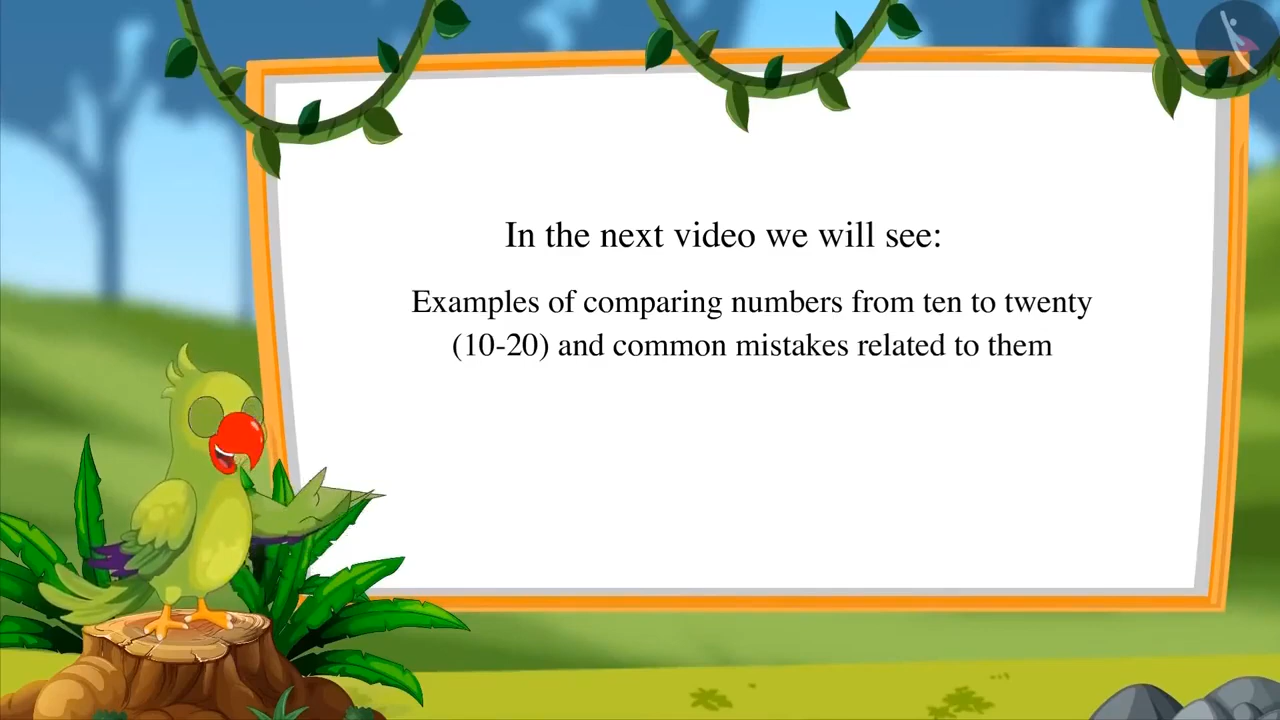 In the next video we will see:
Examples of comparing numbers from ten to twenty
(10-20) and common mistakes related to them